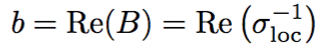 b = Re(B) = Re (σ_loc^{-1})